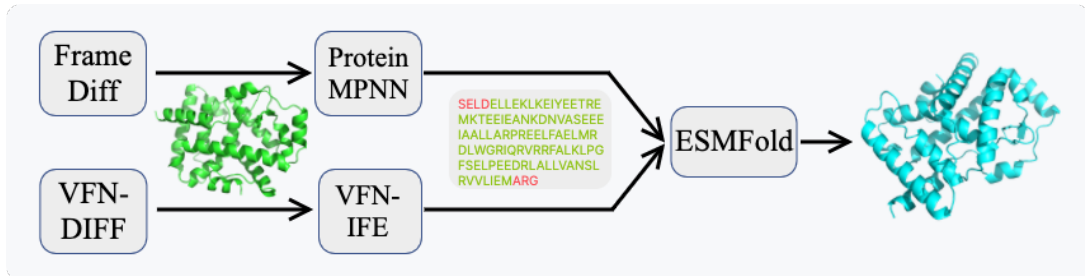 Frame
Diff
Protein
MPNN
SELDELLEKLKEIYEETRE
MKTEEIEANKDNVASEEE
IAALLARPREELFAELMR
DLWGRIQRVRRFALKLPG
FSELPEEDRLALLVANSL
RVVLIEMARG
ESMFold
VFN-
DIFF
VFN-
IFE